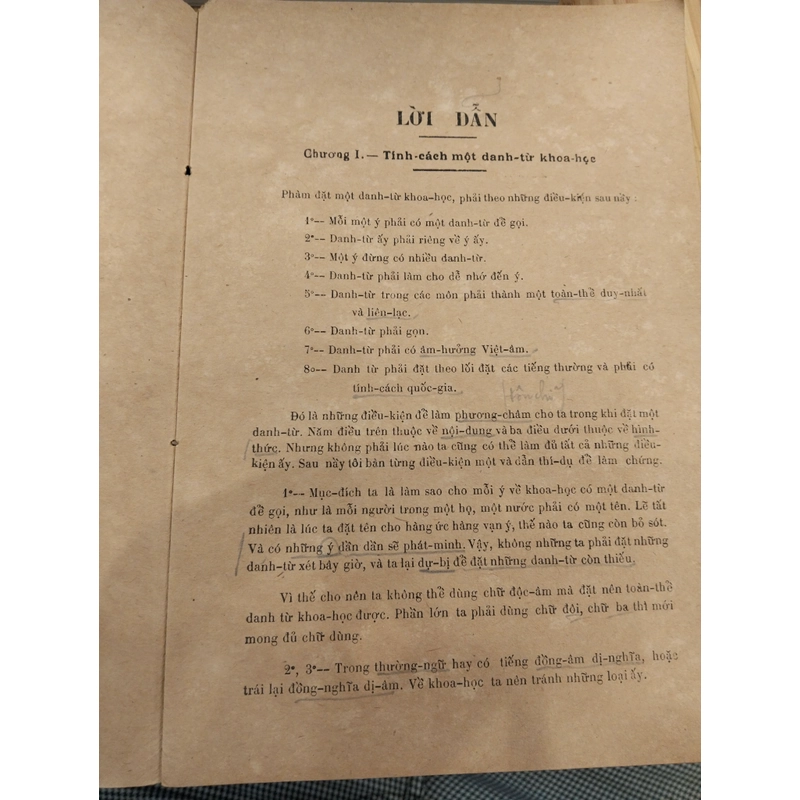 LỜI DẪN
Chương I.— Tính-cách một danh-từ khoa-học
Phàm đặt một danh-từ khoa-học, phải theo những điều-kiện sau nầy :
1°— Mỗi một ý phải có một danh-từ để gọi.
2°— Danh-từ ấy phải riêng về ý ấy.
3°— Một ý đừng có nhiều danh-từ.
4°— Danh-từ phải làm cho dễ nhớ đến ý.
5°— Danh-từ trong các môn phải thành một toàn-thể duy-nhất
và liên-lạc.
6°— Danh-từ phải gọn.
7°— Danh-từ phải có âm-hưởng Việt-âm.
8°— Danh từ phải đặt theo lối đặt các tiếng thường và phải có
tính-cách quốc-gia.
Đó là những điều-kiện để làm phương-châm cho ta trong khi đặt một
danh-từ. Năm điều trên thuộc về nội-dung và ba điều dưới thuộc về hình-
thức. Nhưng không phải lúc nào ta cũng có thể làm đủ tất cả những điều-
kiện ấy. Sau nầy tôi bàn từng điều-kiện một và dẫn thí-dụ để làm chứng.
1°— Mục-đích ta là làm sao cho mỗi ý về khoa-học có một danh-từ
để gọi, như là mỗi người trong một họ, một nước phải có một tên. Lẽ tất
nhiên là lúc ta đặt tên cho hàng ức hàng vạn ý, thế nào ta cũng còn bỏ sót.
Và có những ý dần dần sẽ phát-minh. Vậy, không những ta phải đặt những
danh-từ xét bây giờ, và ta lại dự-bị để đặt những danh-từ còn thiếu.
Vì thế cho nên ta không thể dùng chữ độc-âm mà đặt nên toàn-thể
danh từ khoa-học được. Phần lớn ta phải dùng chữ đôi, chữ ba thì mới
mong đủ chữ dùng.
2°, 3°— Trong thường-ngữ hay có tiếng đồng-âm dị-nghĩa, hoặc
trái lại đồng-nghĩa dị-âm. Về khoa-học ta nên tránh những loại ấy.